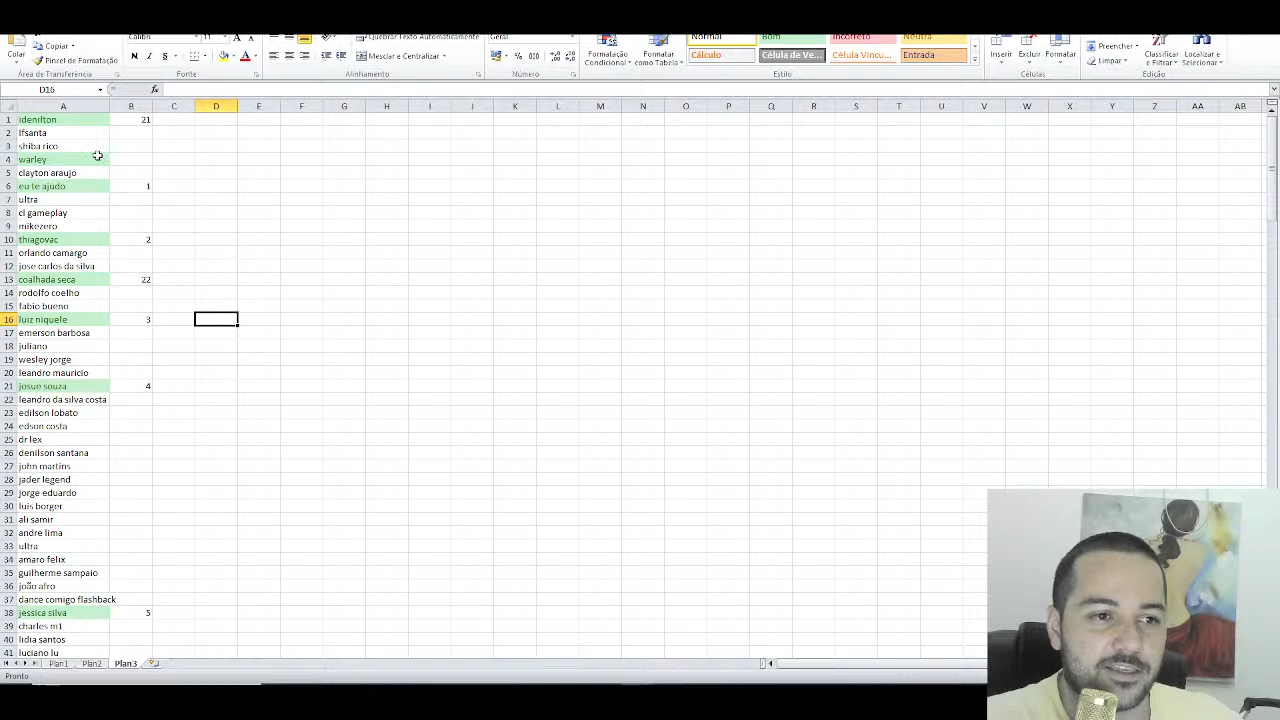 Calibri 11 Quebrar Texto Automaticamente Geral Normal Bom Incorreto Neutra
Colar Copiar Mesclar e Centralizar Formatação Condicional Formatar como Tabela Cálculo Célula de Ve... Célula Víncu... Entrada Inserir Excluir Formatar Preencher Limpar Classificar e Filtrar Localizar e Selecionar
Área de Transferência Fonte Alinhamento Número Estilo Células Edição
D16 fx
A B C D E F G H I J K L M N O P Q R S T U V W X Y Z AA AB
1 idenilton 21
2 lfsanta
3 shiba rico
4 warley
5 clayton araujo
6 eu te ajudo 1
7 ultra
8 cl gameplay
9 mikezero
10 thiagovac 2
11 orlando camargo
12 jose carlos da silva
13 coalhada seca 22
14 rodolfo coelho
15 fabio bueno
16 luiz niquele 3
17 emerson barbosa
18 juliano
19 wesley jorge
20 leandro mauricio
21 josue souza 4
22 leandro da silva costa
23 edilson lobato
24 edson costa
25 dr lex
26 denilson santana
27 john martins
28 jader legend
29 jorge eduardo
30 luis borger
31 ali samir
32 andre lima
33 ultra
34 amaro felix
35 guilherme sampaio
36 joão afro
37 dance comigo flashback
38 jessica silva 5
39 charles m1
40 lidia santos
41 luciano lu
Plan1 Plan2 Plan3
Pronto